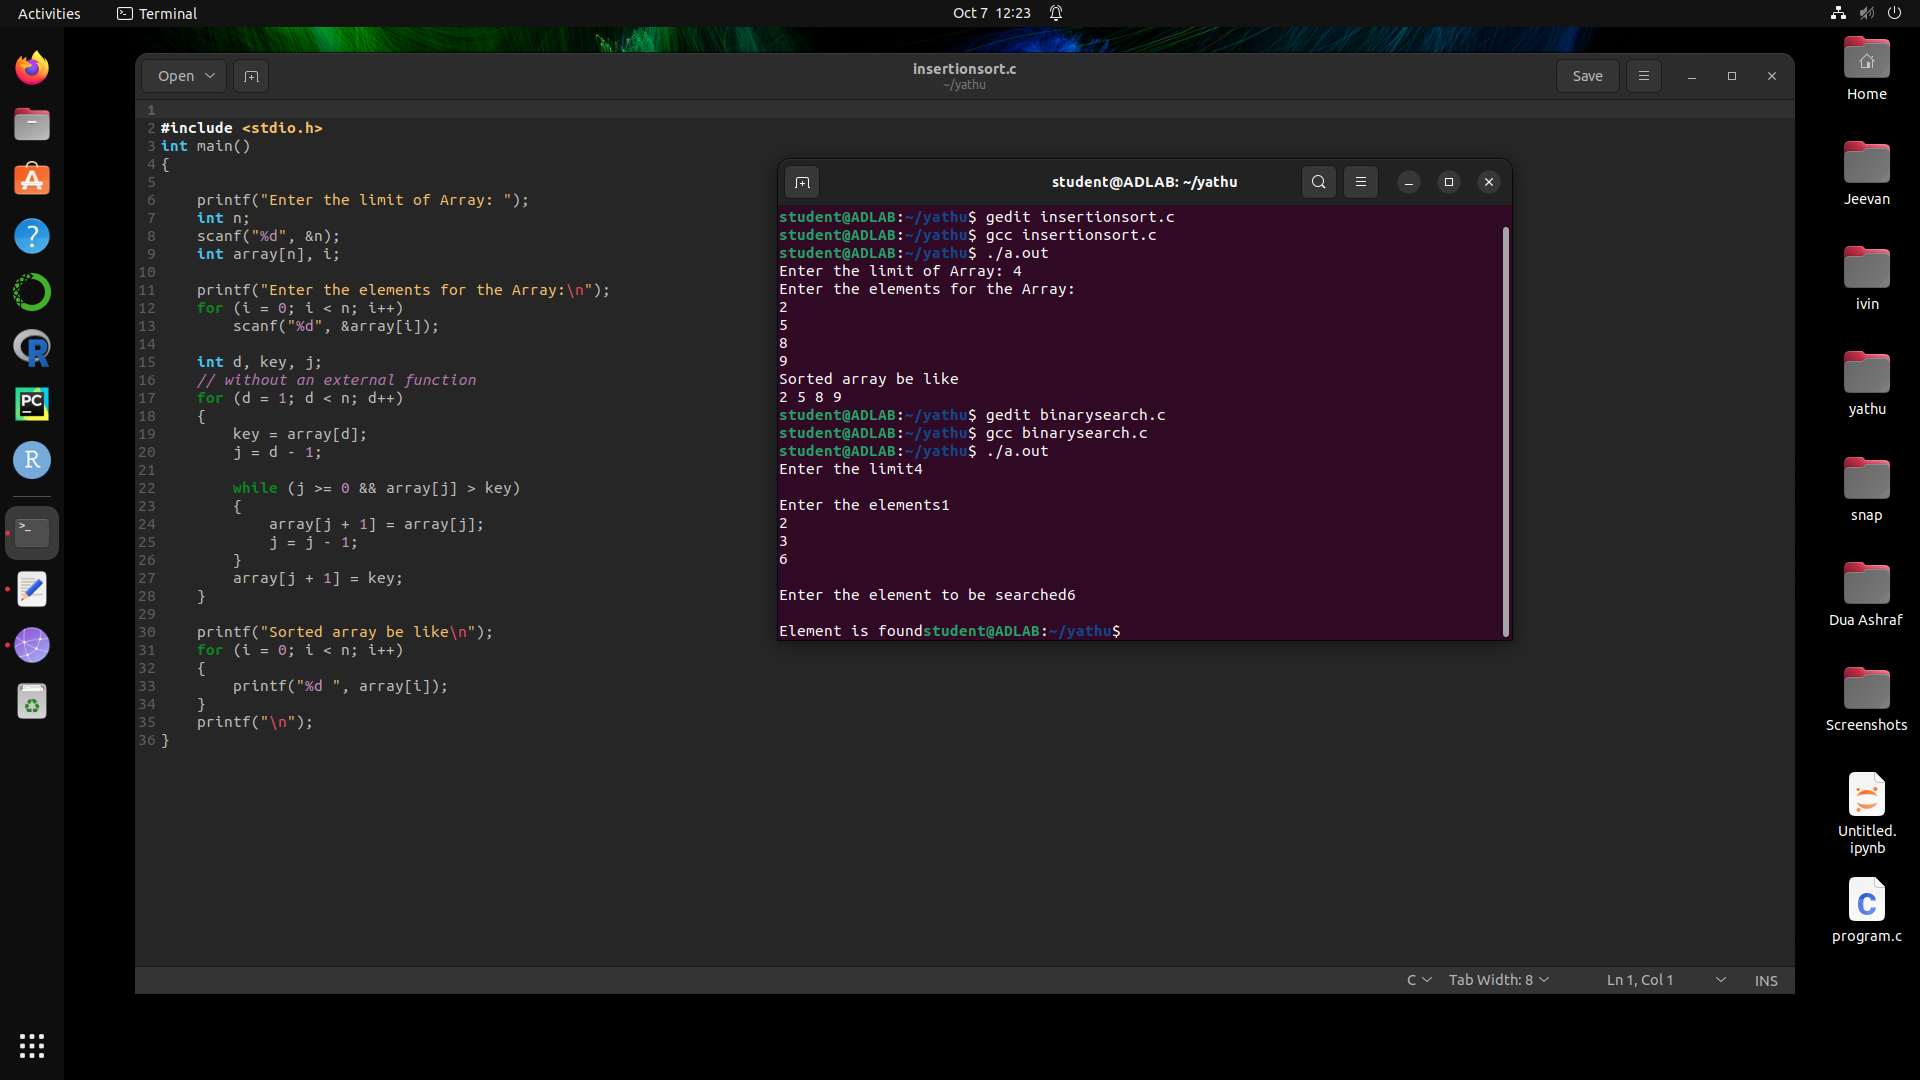 Activities
Terminal
Oct 7 12:23
Open
insertionsort.c
~/yathu
Save
1
2 #include <stdio.h>
3 int main()
4 {
5
6     printf("Enter the limit of Array: ");
7     int n;
8     scanf("%d", &n);
9     int array[n], i;
10
11     printf("Enter the elements for the Array:\n");
12     for (i = 0; i < n; i++)
13         scanf("%d", &array[i]);
14
15     int d, key, j;
16     // without an external function
17     for (d = 1; d < n; d++)
18     {
19         key = array[d];
20         j = d - 1;
21
22         while (j >= 0 && array[j] > key)
23         {
24             array[j + 1] = array[j];
25             j = j - 1;
26         }
27         array[j + 1] = key;
28     }
29
30     printf("Sorted array be like\n");
31     for (i = 0; i < n; i++)
32     {
33         printf("%d ", array[i]);
34     }
35     printf("\n");
36 }
student@ADLAB: ~/yathu
student@ADLAB:~/yathu$ gedit insertionsort.c
student@ADLAB:~/yathu$ gcc insertionsort.c
student@ADLAB:~/yathu$ ./a.out
Enter the limit of Array: 4
Enter the elements for the Array:
2
5
8
9
Sorted array be like
2 5 8 9
student@ADLAB:~/yathu$ gedit binarysearch.c
student@ADLAB:~/yathu$ gcc binarysearch.c
student@ADLAB:~/yathu$ ./a.out
Enter the limit4
Enter the elements1
2
3
6
Enter the element to be searched6
Element is foundstudent@ADLAB:~/yathu$
C
Tab Width: 8
Ln 1, Col 1
INS
Home
Jeevan
ivin
yathu
snap
Dua Ashraf
Screenshots
Untitled.
ipynb
C
program.c
?
R
PC
R
>_